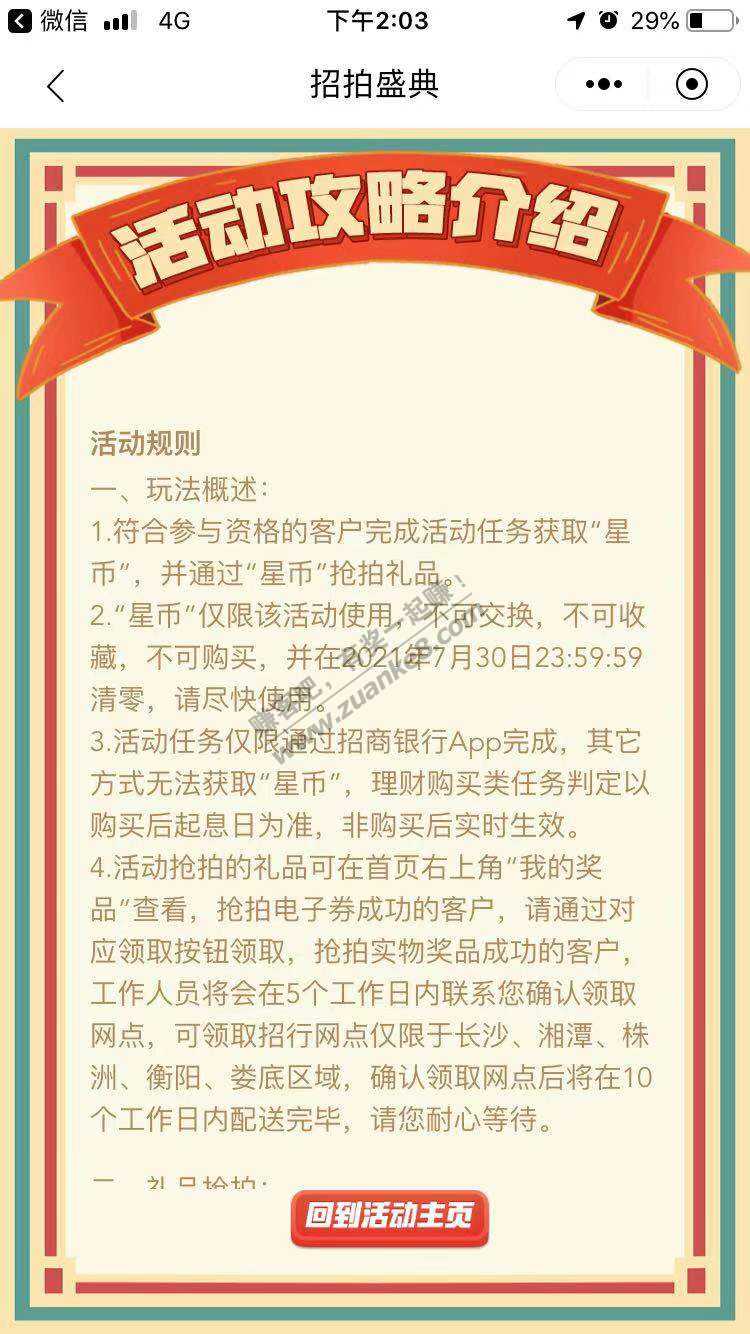 微信 4G 下午2:03 29%
招拍盛典
活动攻略介绍
活动规则
一、玩法概述：
1.符合参与资格的客户完成活动任务获取“星
币”，并通过“星币”抢拍礼品。
2.“星币”仅限该活动使用，不可交换，不可收
藏，不可购买，并在2021年7月30日23:59:59
清零，请尽快使用。
3.活动任务仅限通过招商银行App完成，其它
方式无法获取“星币”，理财购买类任务判定以
购买后起息日为准，非购买后实时生效。
4.活动抢拍的礼品可在首页右上角“我的奖
品”查看，抢拍电子券成功的客户，请通过对
应领取按钮领取，抢拍实物奖品成功的客户，
工作人员将会在5个工作日内联系您确认领取
网点，可领取招行网点仅限于长沙、湘潭、株
洲、衡阳、娄底区域，确认领取网点后将在10
个工作日内配送完毕，请您耐心等待。
二、礼品抢拍：
回到活动主页
赚客吧，有奖一起赚！
www.zuanke8.com